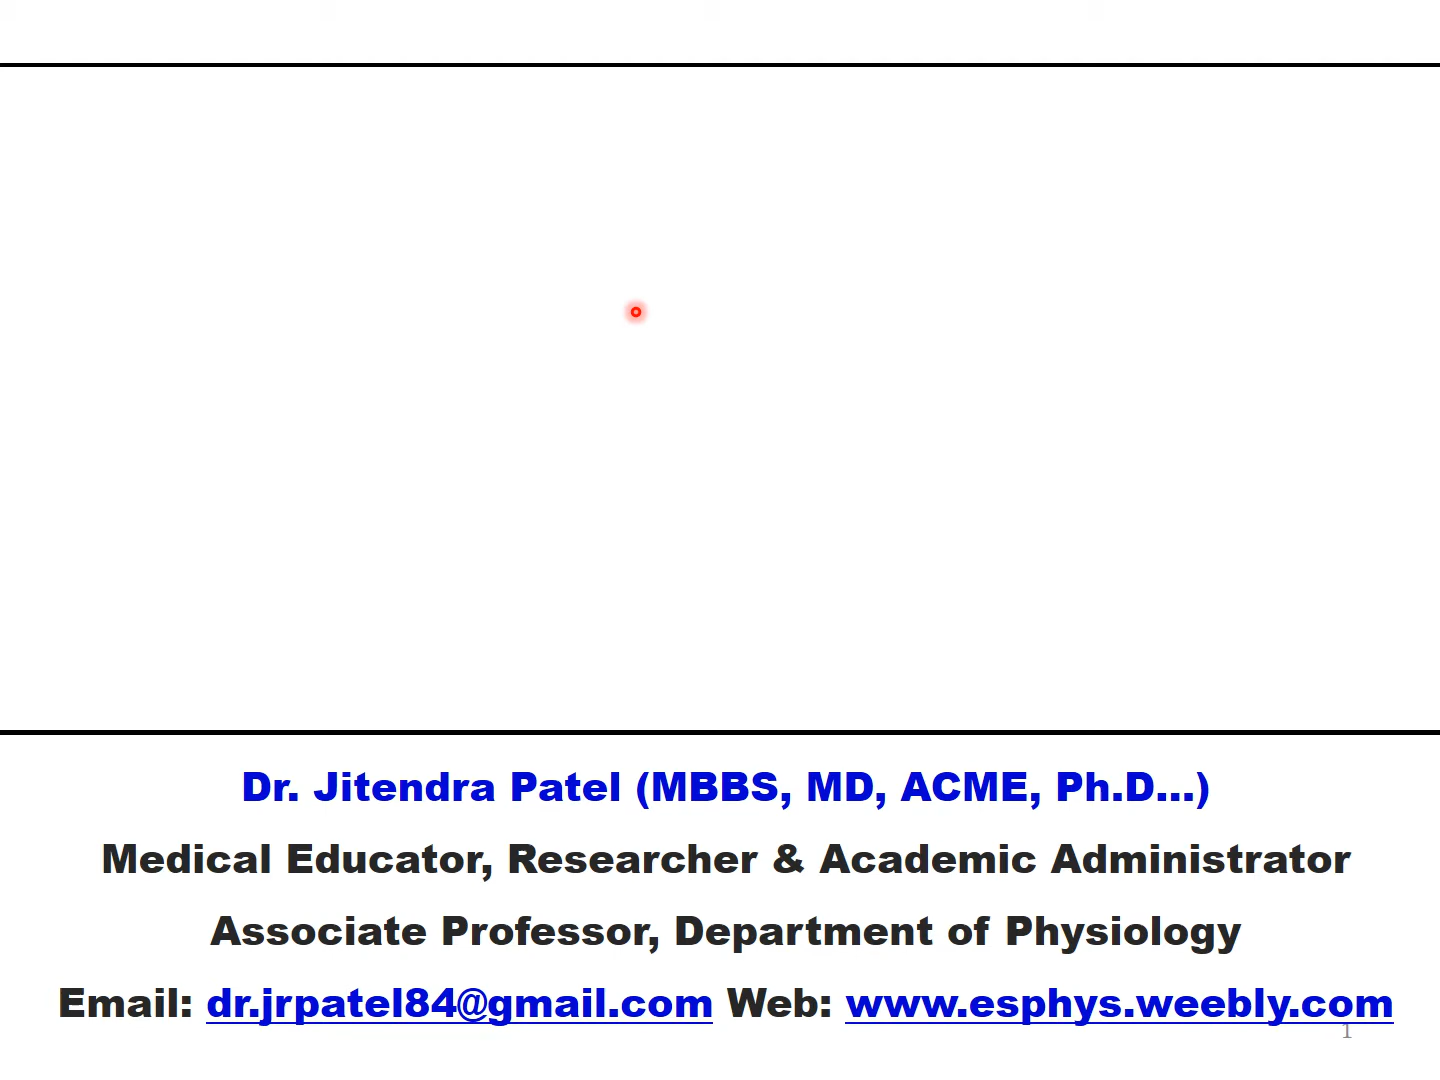 Dr. Jitendra Patel (MBBS, MD, ACME, Ph.D...)
Medical Educator, Researcher & Academic Administrator
Associate Professor, Department of Physiology
Email: dr.jrpatel84@gmail.com Web: www.esphys.weebly.com
1